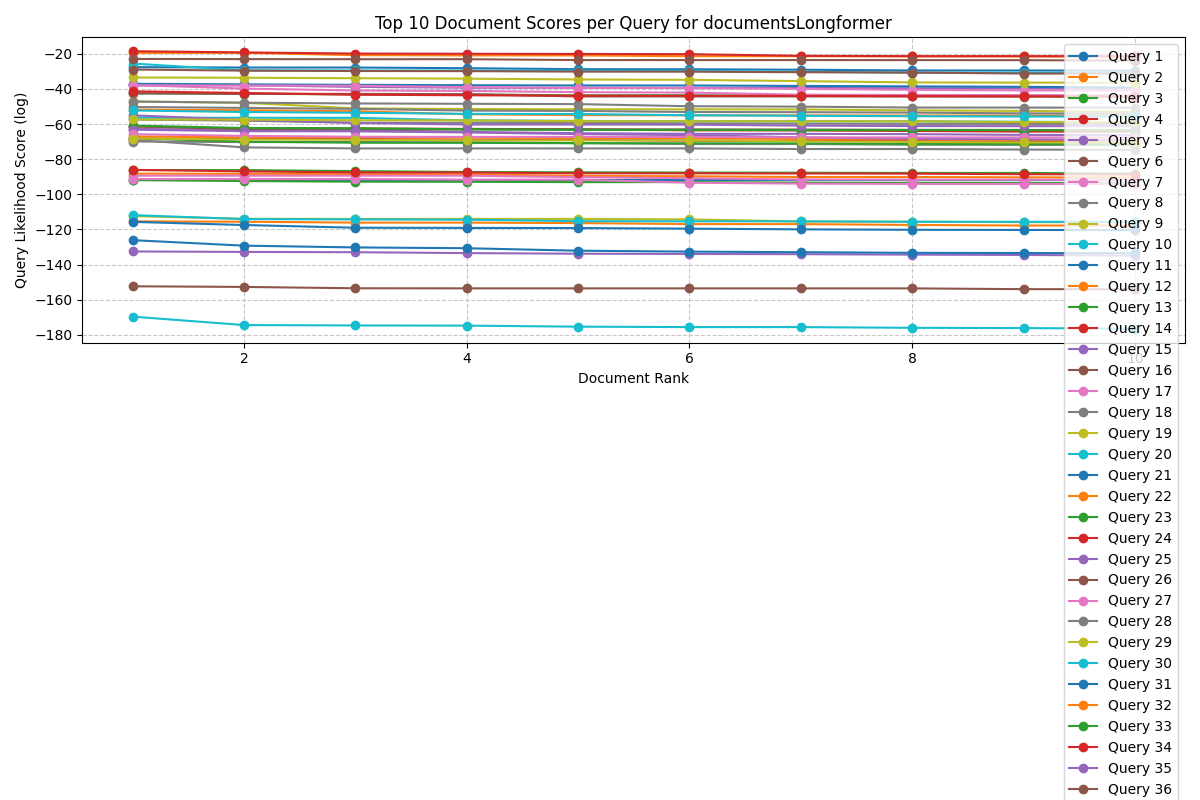 Top 10 Document Scores per Query for documentsLongformer
Query Likelihood Score (log)
−20
−40
−60
−80
−100
−120
−140
−160
−180
2
4
6
8
10
Document Rank
Query 1
Query 2
Query 3
Query 4
Query 5
Query 6
Query 7
Query 8
Query 9
Query 10
Query 11
Query 12
Query 13
Query 14
Query 15
Query 16
Query 17
Query 18
Query 19
Query 20
Query 21
Query 22
Query 23
Query 24
Query 25
Query 26
Query 27
Query 28
Query 29
Query 30
Query 31
Query 32
Query 33
Query 34
Query 35
Query 36